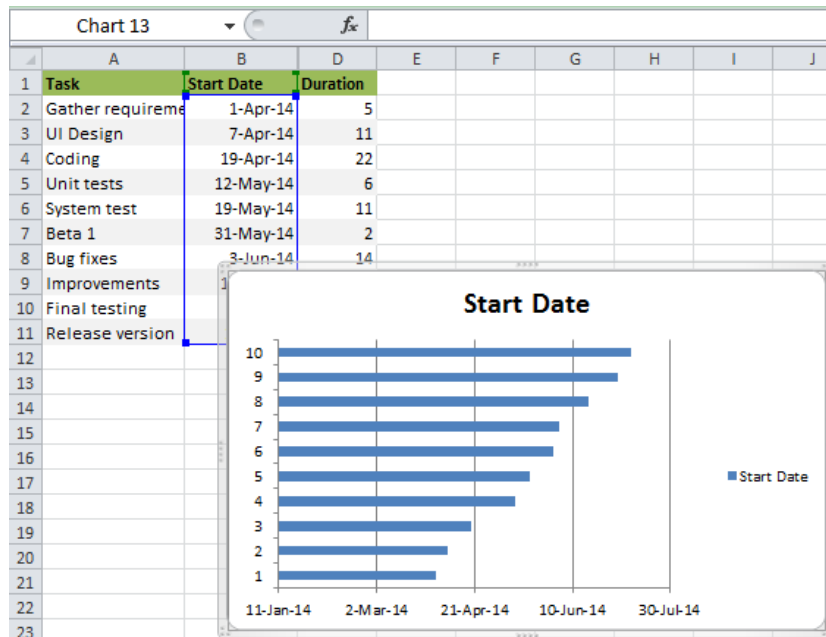 Chart 13 fx
A B D E F G H I J
1 Task Start Date Duration
2 Gather requireme 1-Apr-14 5
3 UI Design 7-Apr-14 11
4 Coding 19-Apr-14 22
5 Unit tests 12-May-14 6
6 System test 19-May-14 11
7 Beta 1 31-May-14 2
8 Bug fixes 3-Jun-14 14
9 Improvements 1
10 Final testing
11 Release version
12
13
14
15
16
17
18
19
20
21
22
23
Start Date
10
9
8
7
6
5
4
3
2
1
Start Date
11-Jan-14 2-Mar-14 21-Apr-14 10-Jun-14 30-Jul-14